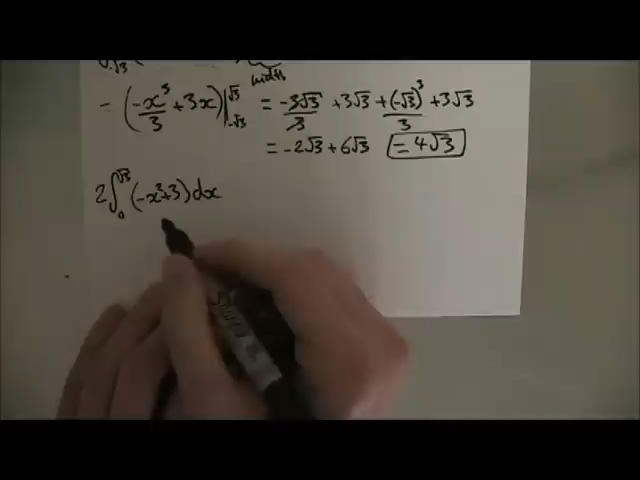 width
= (-x³/3 + 3x)|_{-√3}^{√3} = -3√3/3 + 3√3 + (-√3)³/3 + 3√3
= -2√3 + 6√3 = 4√3
2∫₀^{√3} (-x²+3) dx